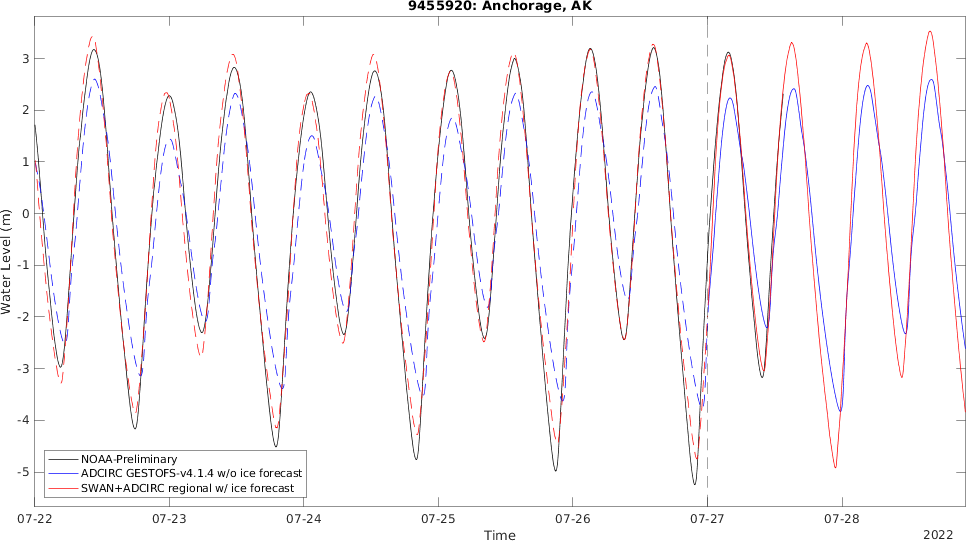 9455920: Anchorage, AK
Water Level (m)
3
2
1
0
-1
-2
-3
-4
-5
NOAA-Preliminary
ADCIRC GESTOFS-v4.1.4 w/o ice forecast
SWAN+ADCIRC regional w/ ice forecast
07-22
07-23
07-24
07-25
07-26
07-27
07-28
Time
2022